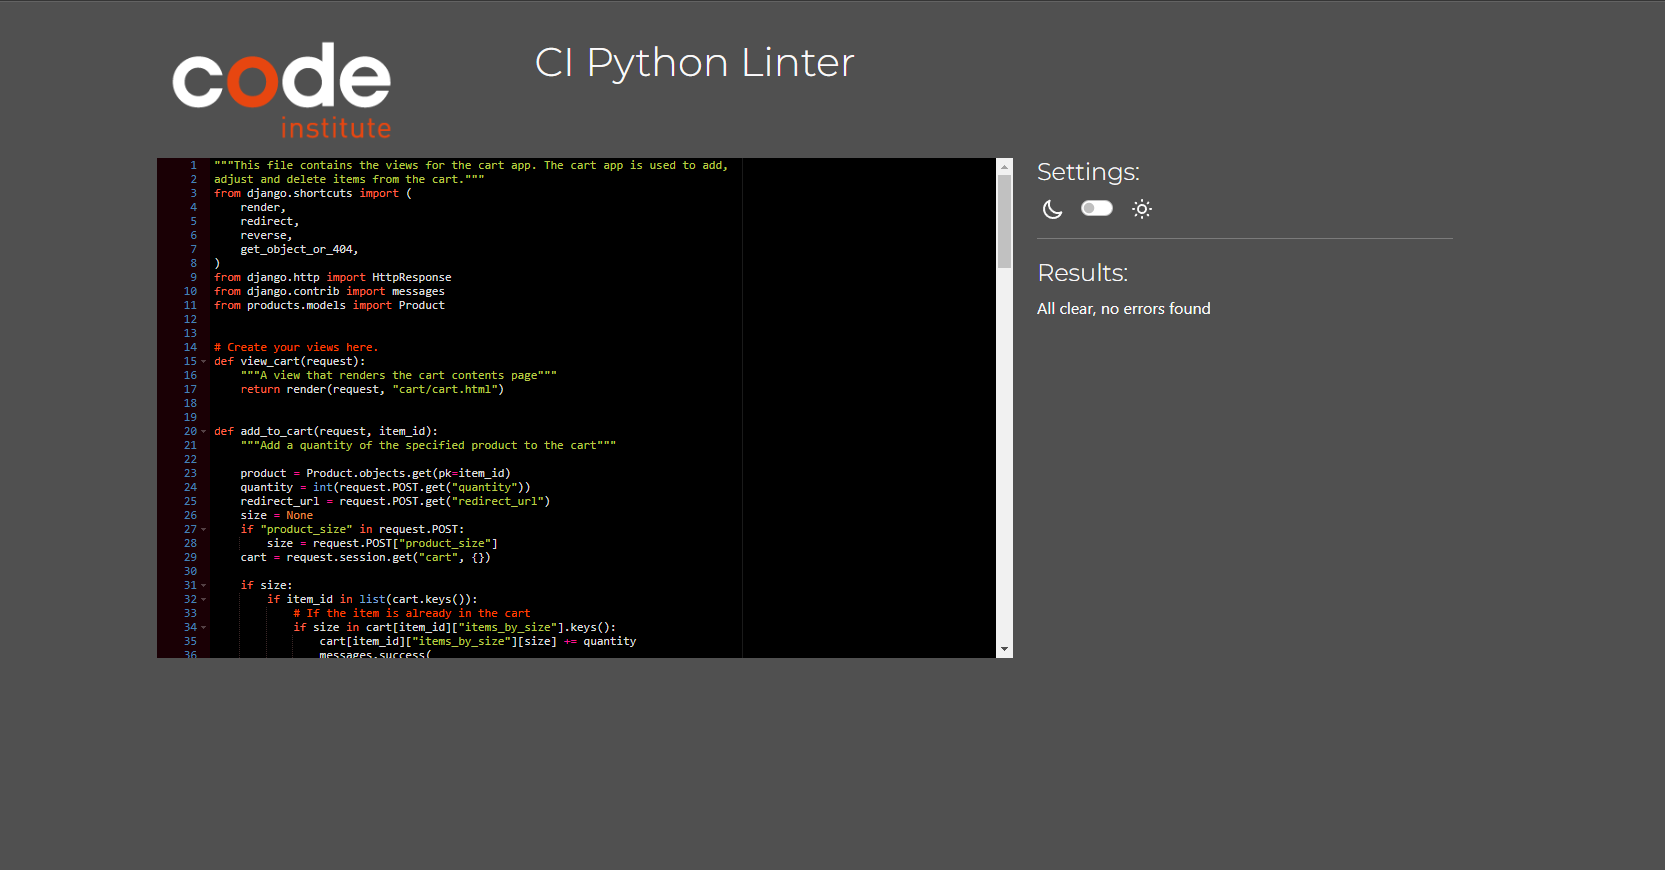 code
institute
CI Python Linter
1 """This file contains the views for the cart app. The cart app is used to add,
2 adjust and delete items from the cart."""
3 from django.shortcuts import (
4     render,
5     redirect,
6     reverse,
7     get_object_or_404,
8 )
9 from django.http import HttpResponse
10 from django.contrib import messages
11 from products.models import Product
12
13
14 # Create your views here.
15 def view_cart(request):
16     """A view that renders the cart contents page"""
17     return render(request, "cart/cart.html")
18
19
20 def add_to_cart(request, item_id):
21     """Add a quantity of the specified product to the cart"""
22
23     product = Product.objects.get(pk=item_id)
24     quantity = int(request.POST.get("quantity"))
25     redirect_url = request.POST.get("redirect_url")
26     size = None
27     if "product_size" in request.POST:
28         size = request.POST["product_size"]
29     cart = request.session.get("cart", {})
30
31     if size:
32         if item_id in list(cart.keys()):
33             # If the item is already in the cart
34             if size in cart[item_id]["items_by_size"].keys():
35                 cart[item_id]["items_by_size"][size] += quantity
36                 messages.success(
Settings:
Results:
All clear, no errors found